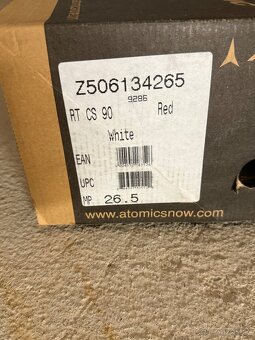 Z506134265
9286
RT CS 90 Red
White
EAN
UPC
MP 26.5
www.atomicsnow.com